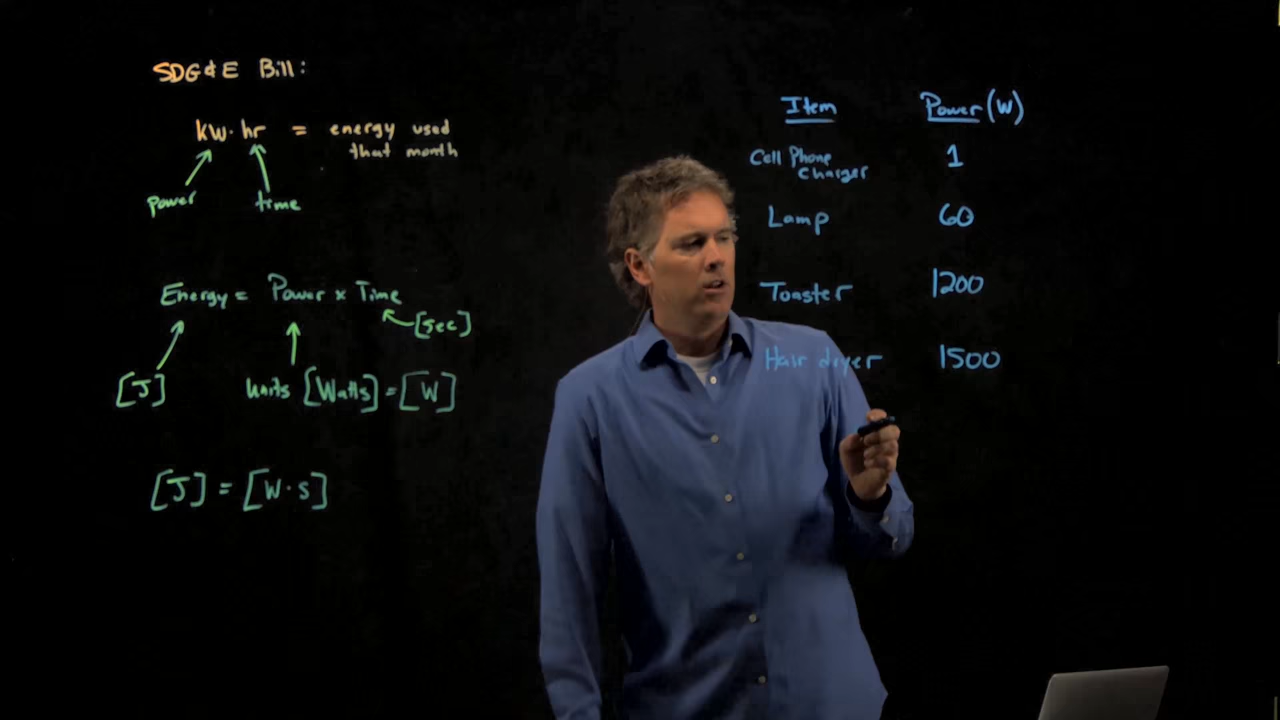 SDG&E Bill:
kW·hr = energy used
that month
power time
Energy = Power × Time
[sec]
[J] units [Watts] = [W]
[J] = [W·s]
Item Power (W)
Cell Phone
Charger 1
Lamp 60
Toaster 1200
Hair dryer 1500